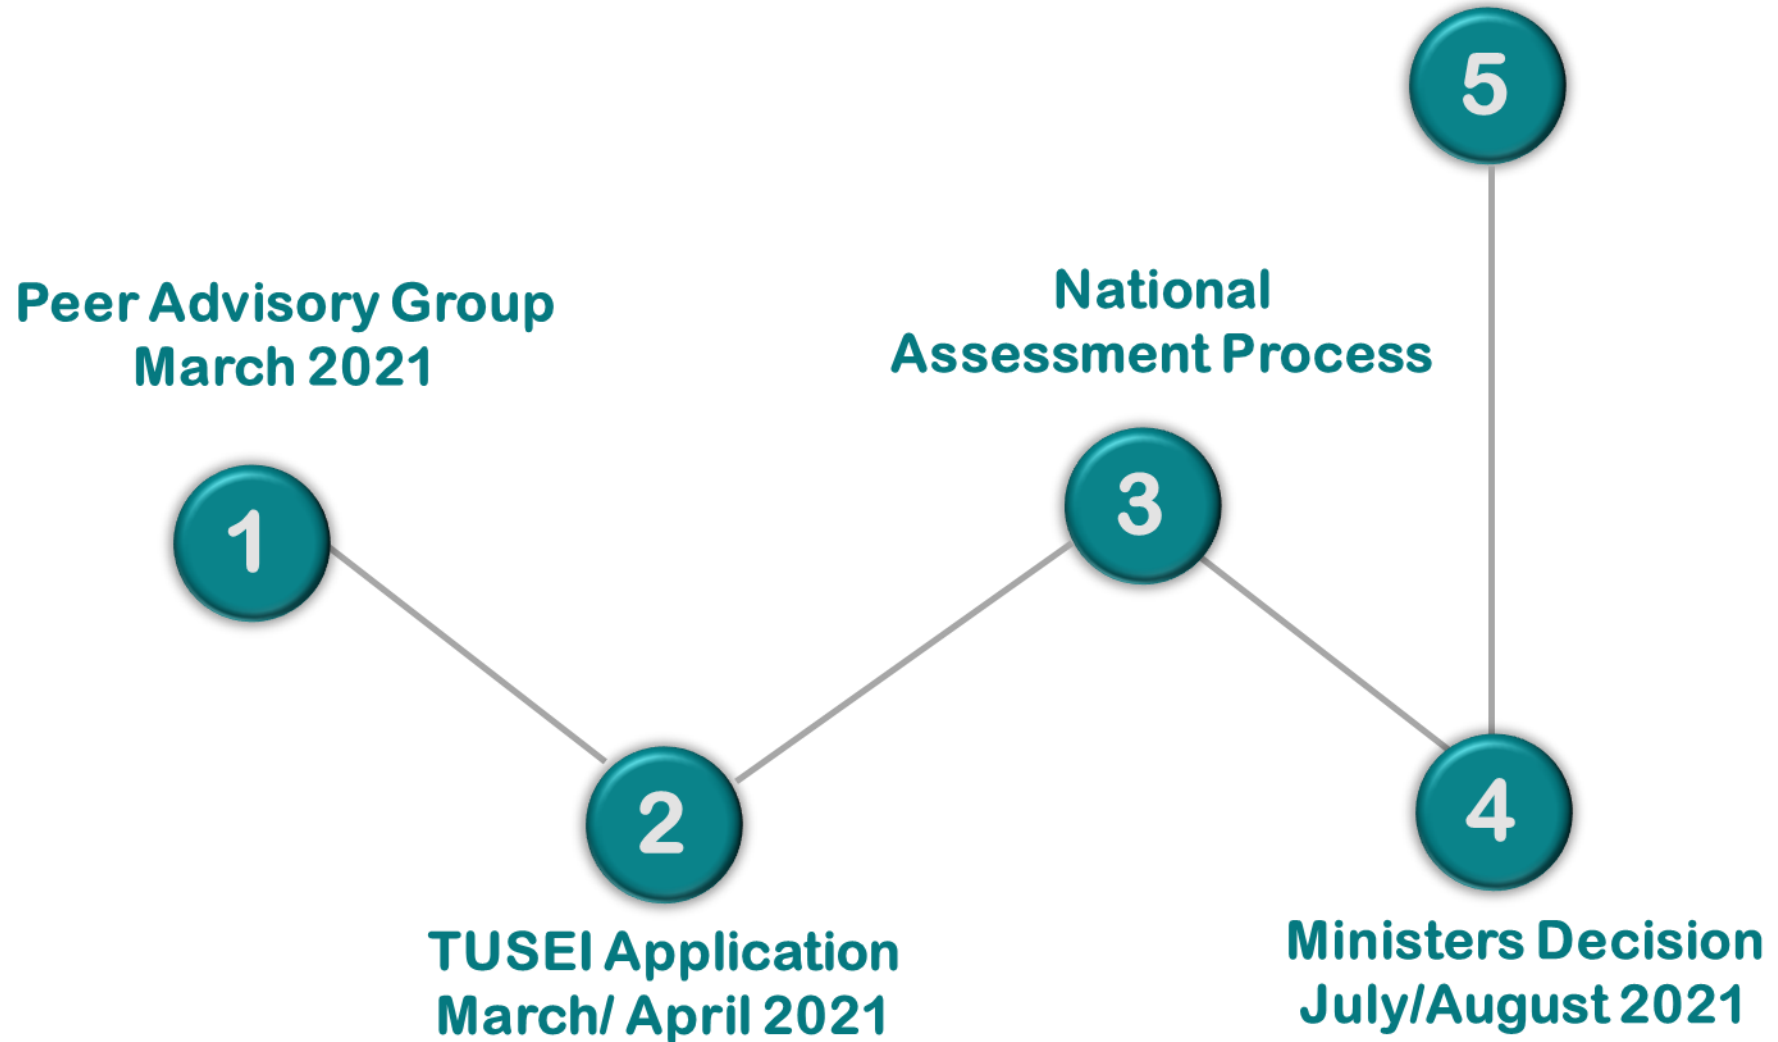 5
Peer Advisory Group
March 2021
National
Assessment Process
1
3
2
4
TUSEI Application
March/ April 2021
Ministers Decision
July/August 2021